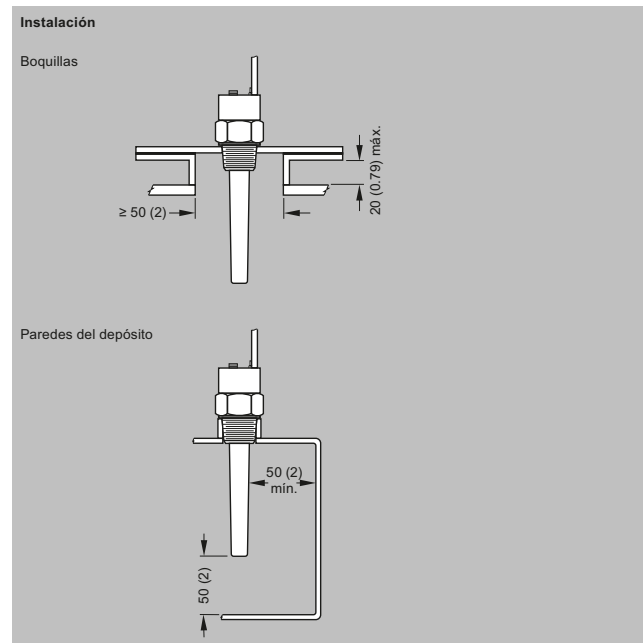 Instalación
Boquillas
20 (0.79) máx.
≥ 50 (2)
Paredes del depósito
50 (2)
mín.
50 (2)